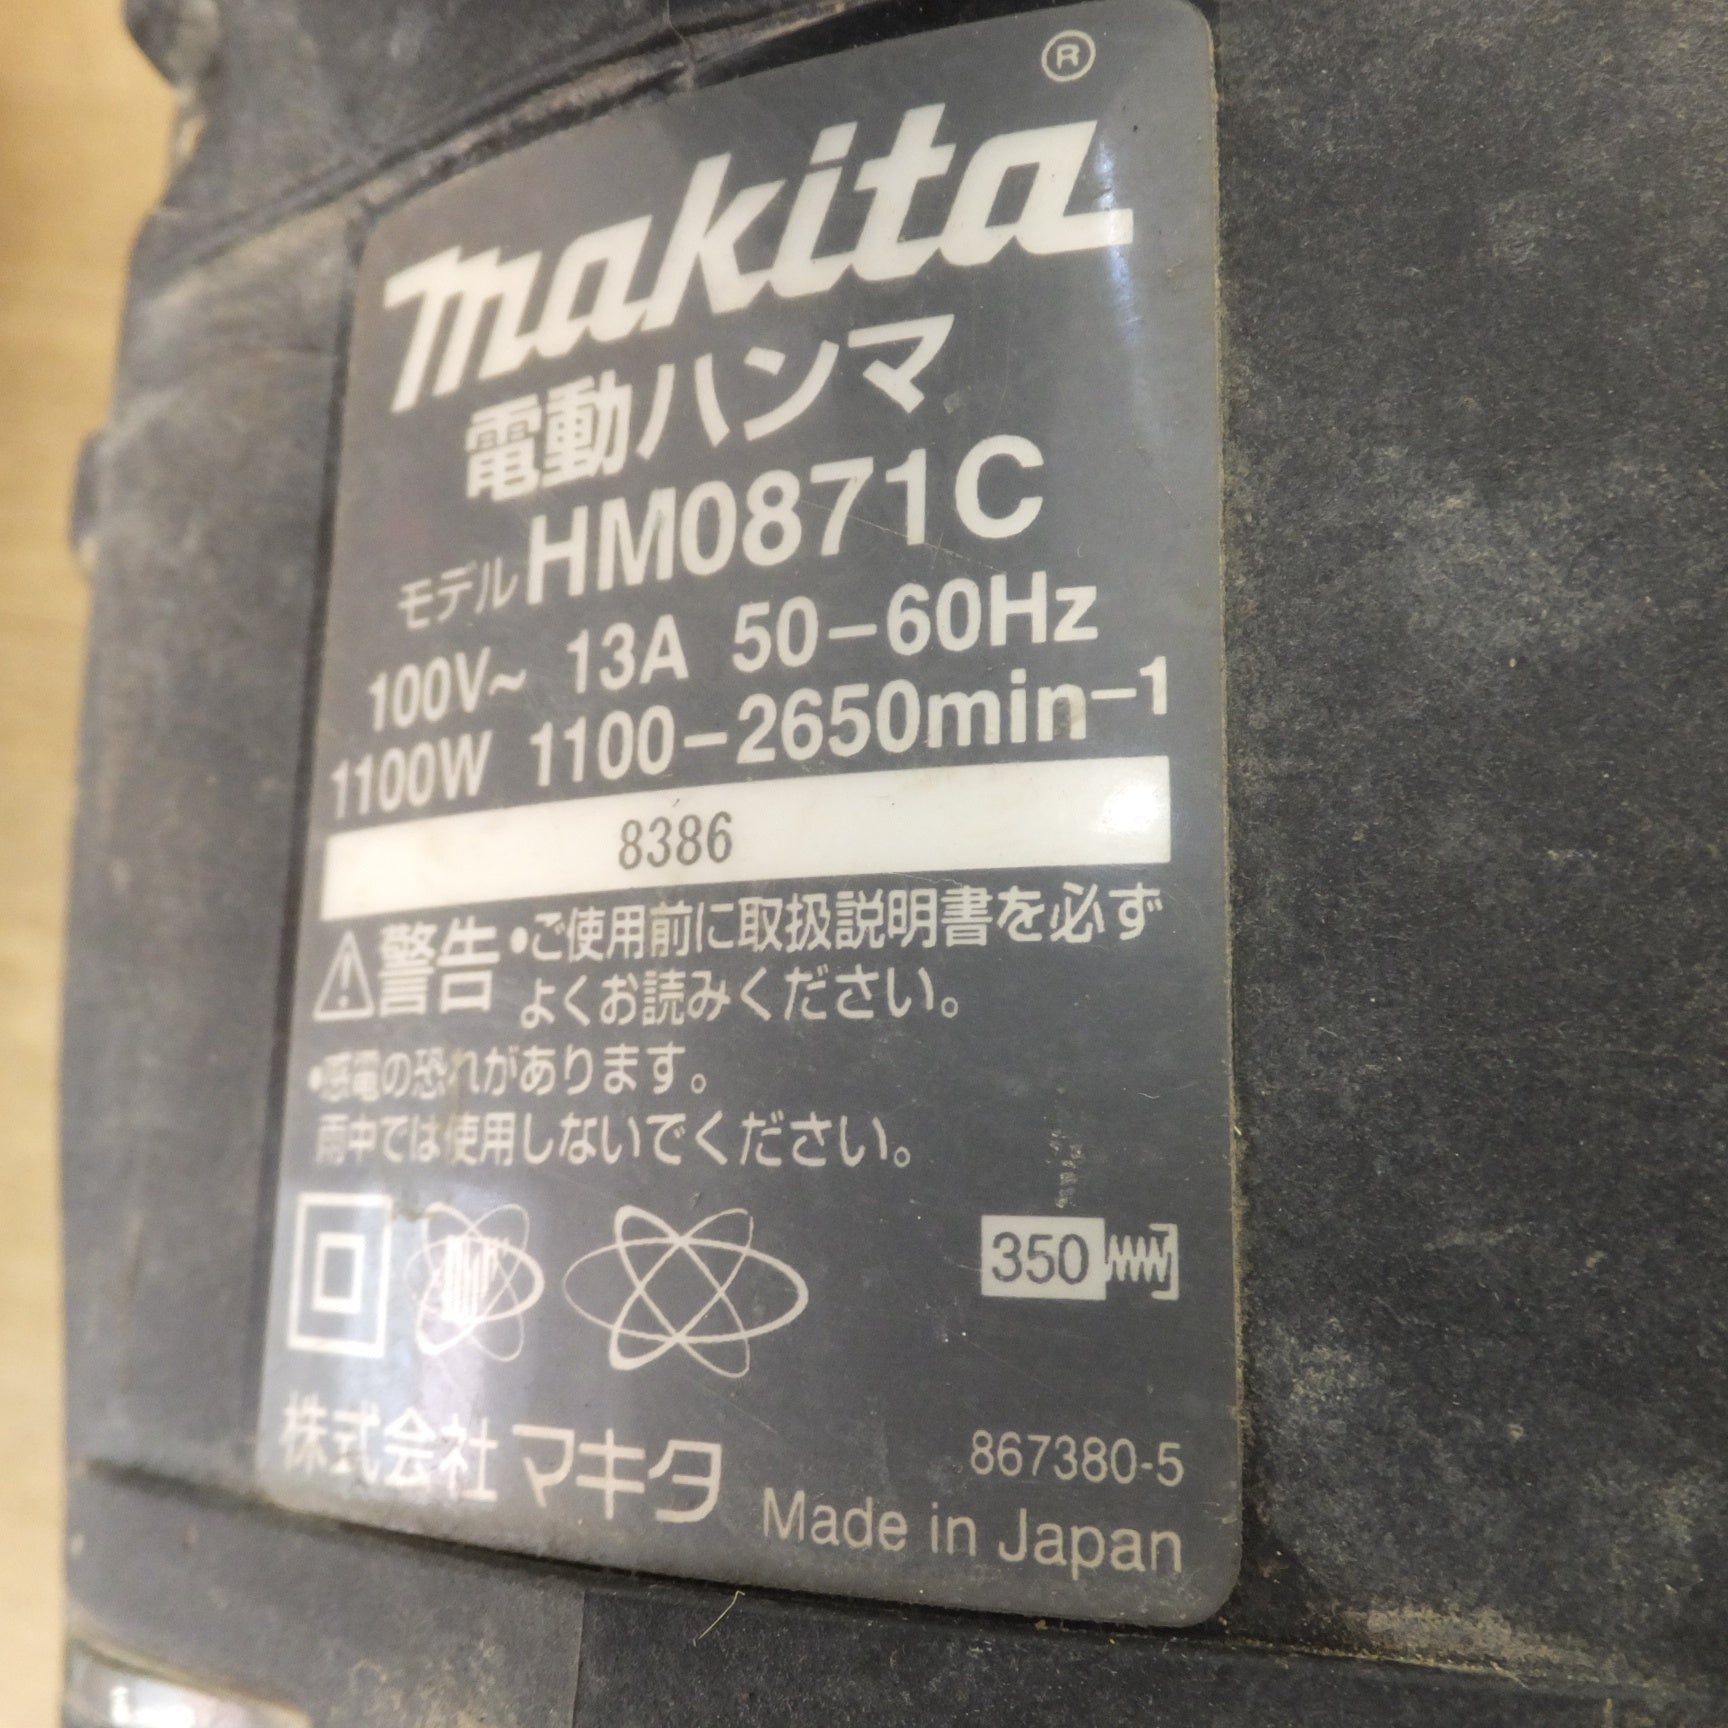 makita®
電動ハンマ
モデル HM0871C
100V~ 13A 50-60Hz
1100W 1100-2650min-1
8386
警告 •ご使用前に取扱説明書を必ず
よくお読みください。
•感電の恐れがあります。
雨中では使用しないでください。
350
株式会社マキタ
867380-5
Made in Japan